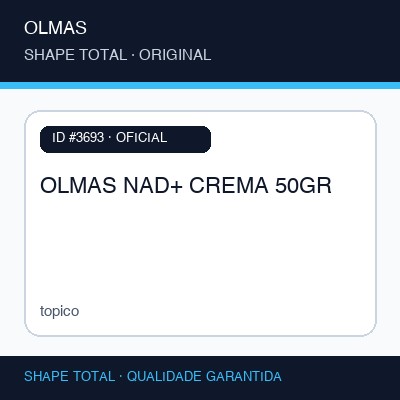 OLMAS
SHAPE TOTAL · ORIGINAL
ID #3693 · OFICIAL
OLMAS NAD+ CREMA 50GR
topico
SHAPE TOTAL · QUALIDADE GARANTIDA